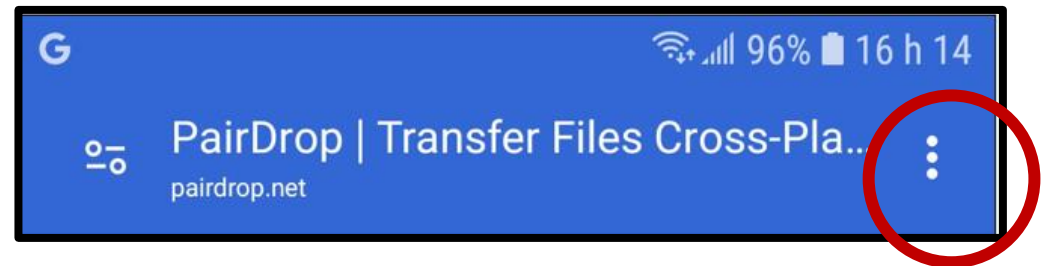 G 96% 16 h 14
PairDrop | Transfer Files Cross-Pla...
pairdrop.net